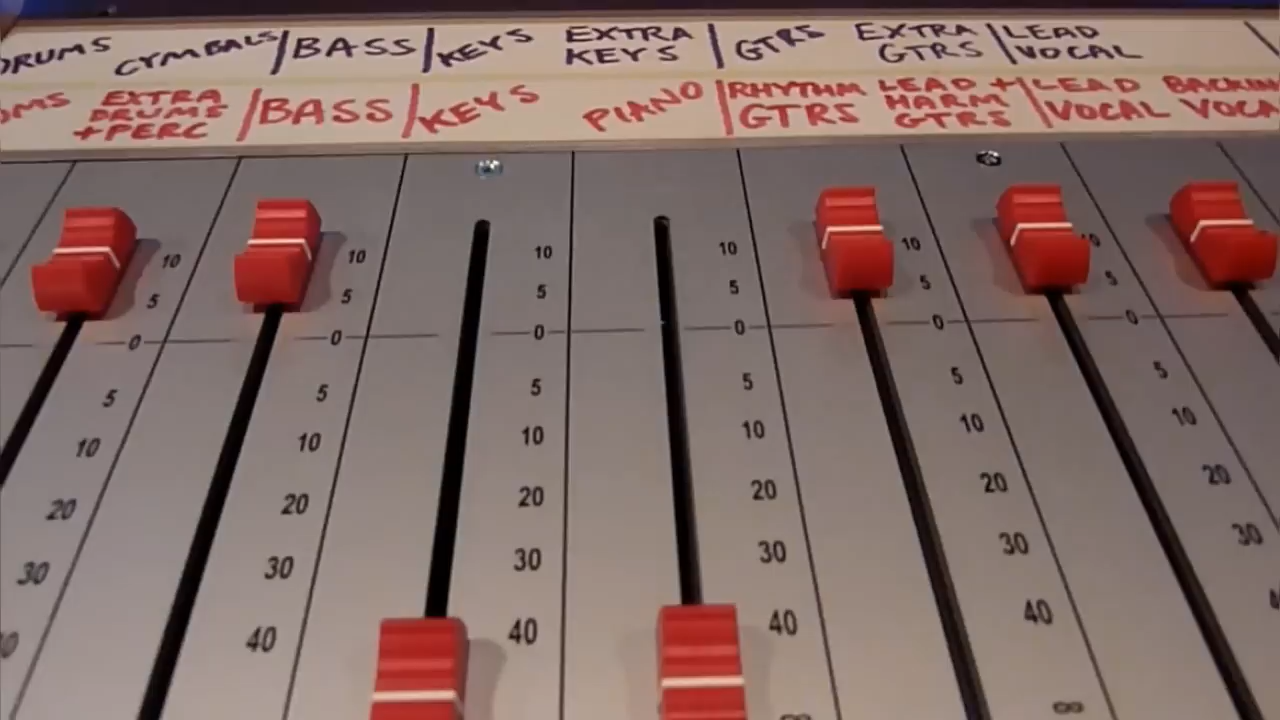 DRUMS CYMBALS BASS KEYS EXTRA KEYS GTRS EXTRA GTRS LEAD VOCAL
EXTRA DRUMS +PERC BASS KEYS PIANO RHYTHM GTRS LEAD + HARM GTRS LEAD VOCAL
10 10 10 10 10
5 5 5 5 5 5
0 0 0 0 0 0
5 5 5 5 5 5
10 10 10 10 10 10
20 20 20 20 20 20
30 30 30 30 30 30
40 40 40 40
∞